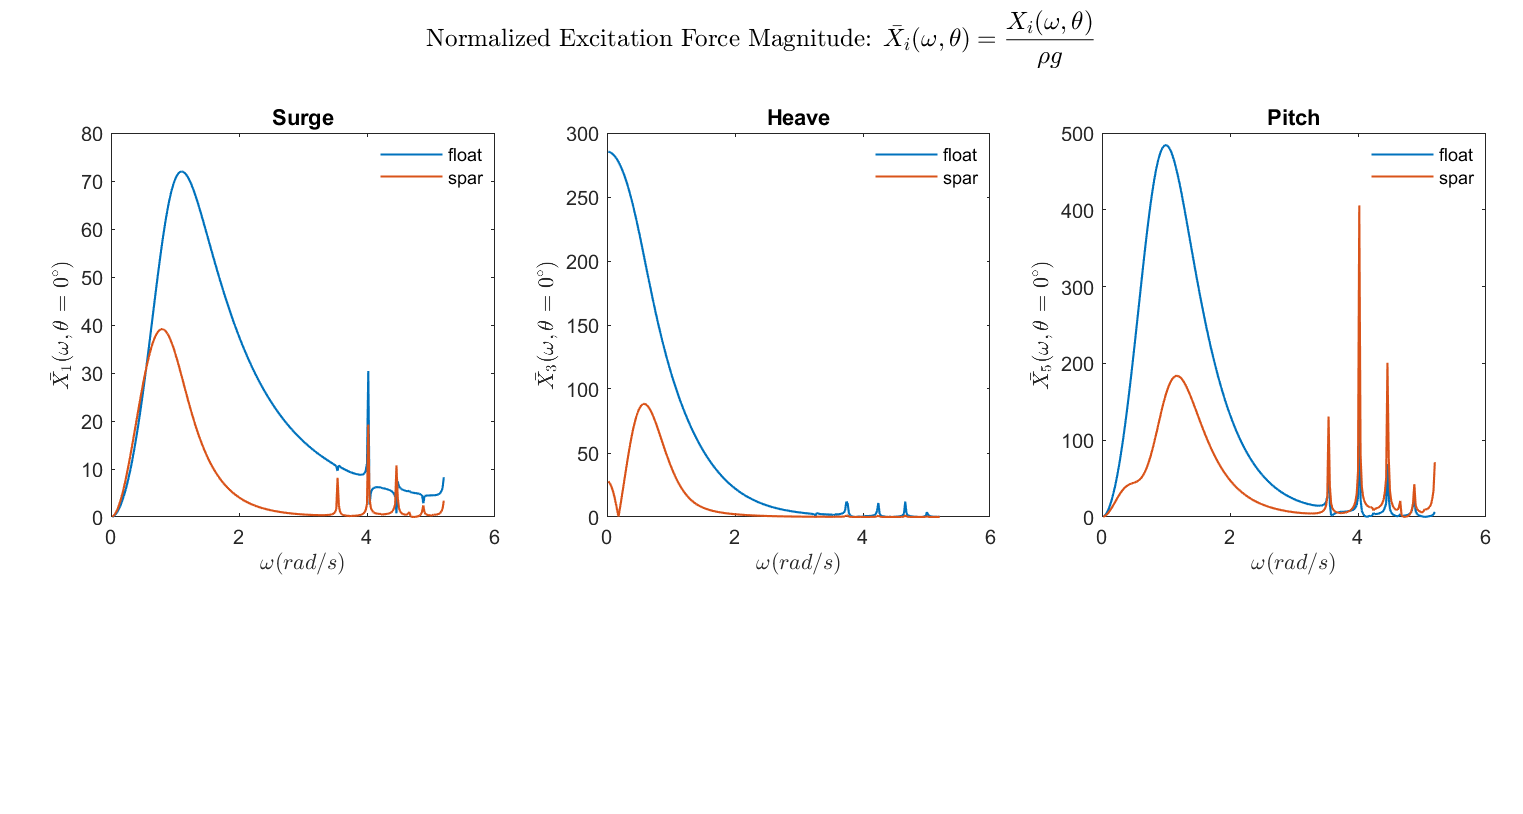 Normalized Excitation Force Magnitude: X̄ᵢ(ω, θ) = Xᵢ(ω, θ) / ρg
Surge
80
70
60
50
40
30
20
10
0
0 2 4 6
X̄₁(ω, θ = 0°)
ω(rad/s)
float
spar
Heave
300
250
200
150
100
50
0
0 2 4 6
X̄₃(ω, θ = 0°)
ω(rad/s)
float
spar
Pitch
500
400
300
200
100
0
0 2 4 6
X̄₅(ω, θ = 0°)
ω(rad/s)
float
spar